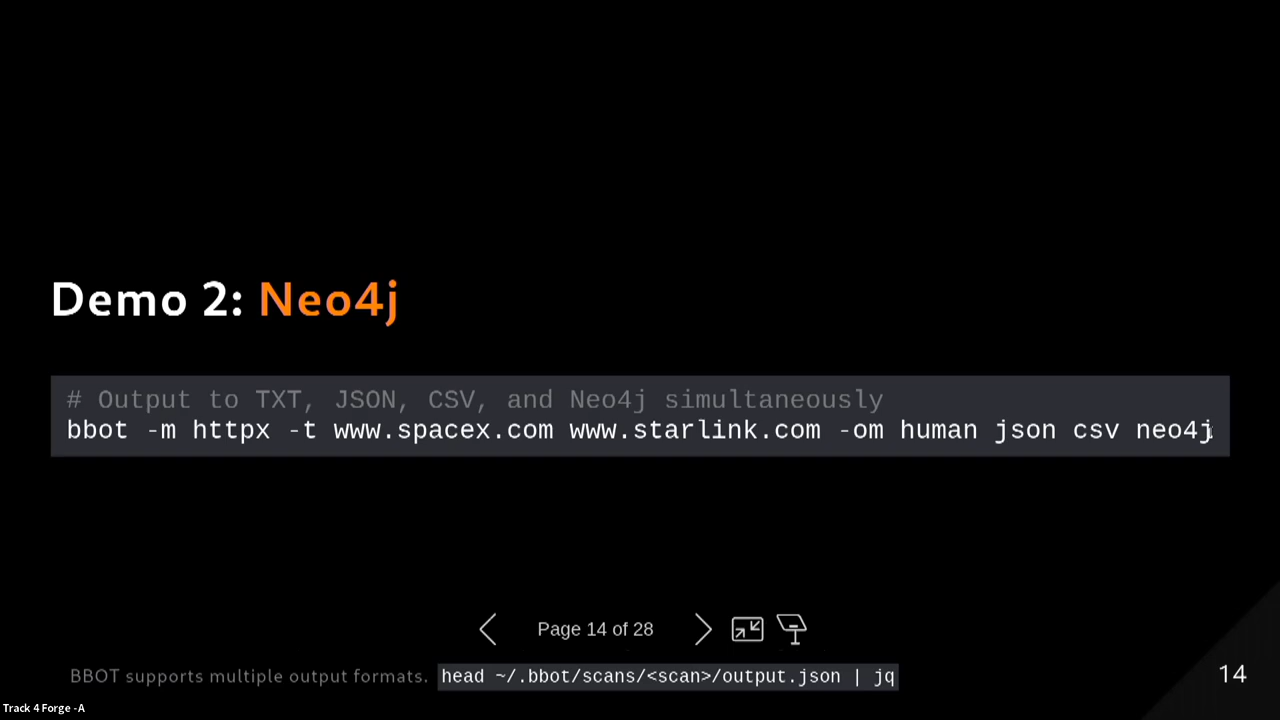 Demo 2: Neo4j
# Output to TXT, JSON, CSV, and Neo4j simultaneously
bbot -m httpx -t www.spacex.com www.starlink.com -om human json csv neo4j
Page 14 of 28
BBOT supports multiple output formats. head ~/.bbot/scans/<scan>/output.json | jq
14
Track 4 Forge -A